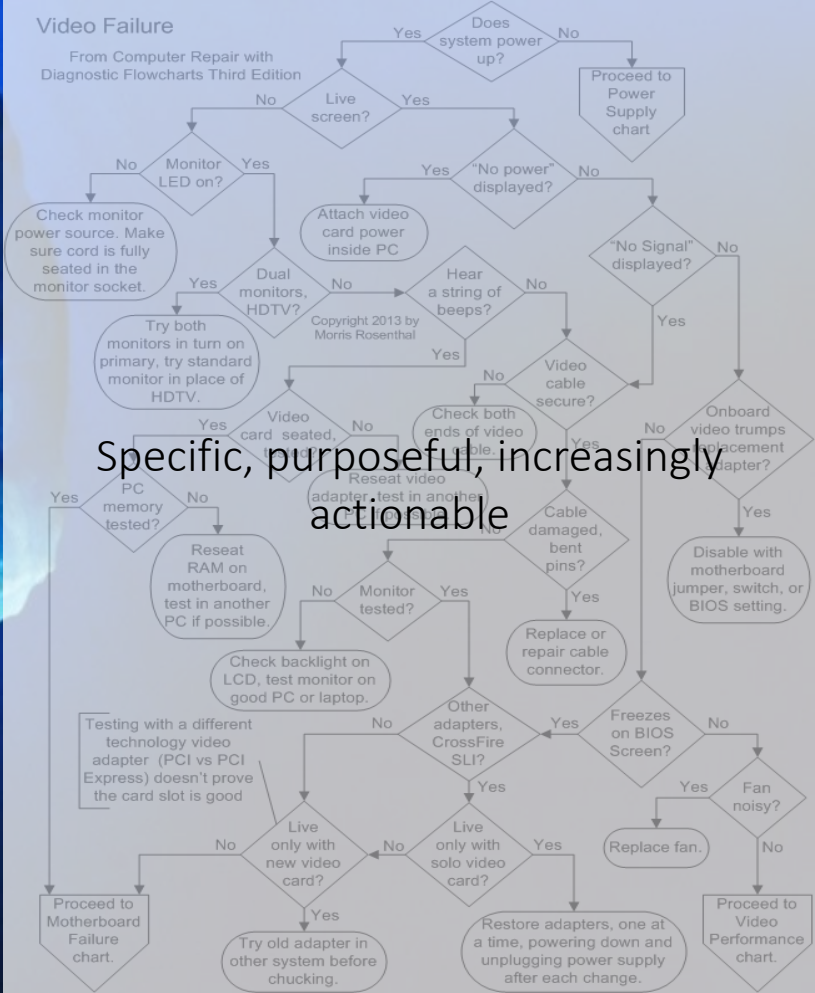 Video Failure
From Computer Repair with
Diagnostic Flowcharts Third Edition
Does
system power
up?
Yes
No
Proceed to
Power
Supply
chart
Live
screen?
No
Yes
Monitor
LED on?
No
Yes
"No power"
displayed?
Yes
No
Check monitor
power source. Make
sure cord is fully
seated in the
monitor socket.
Attach video
card power
inside PC
"No Signal"
displayed?
No
Yes
Dual
monitors,
HDTV?
Yes
No
Hear
a string of
beeps?
No
Yes
Copyright 2013 by
Morris Rosenthal
Try both
monitors in turn on
primary, try standard
monitor in place of
HDTV.
Video
cable
secure?
No
Yes
Check both
ends of video
cable.
Onboard
video trumps
replacement
adapter?
No
Yes
Video
card seated,
tested?
Yes
No
Specific, purposeful, increasingly
actionable
PC
memory
tested?
Yes
No
Reseat video
adapter, test in another
PC if possible
Cable
damaged,
bent
pins?
No
Yes
Disable with
motherboard
jumper, switch, or
BIOS setting.
Reseat
RAM on
motherboard,
test in another
PC if possible.
Monitor
tested?
No
Yes
Replace or
repair cable
connector.
Check backlight on
LCD, test monitor on
good PC or laptop.
Other
adapters,
CrossFire
SLI?
No
Yes
Freezes
on BIOS
Screen?
Yes
No
Testing with a different
technology video
adapter (PCI vs PCI
Express) doesn't prove
the card slot is good
Fan
noisy?
Yes
No
Replace fan.
Live
only with
new video
card?
No
Yes
Live
only with
solo video
card?
No
Yes
Proceed to
Motherboard
Failure
chart.
Try old adapter in
other system before
chucking.
Restore adapters, one at
a time, powering down and
unplugging power supply
after each change.
Proceed to
Video
Performance
chart.